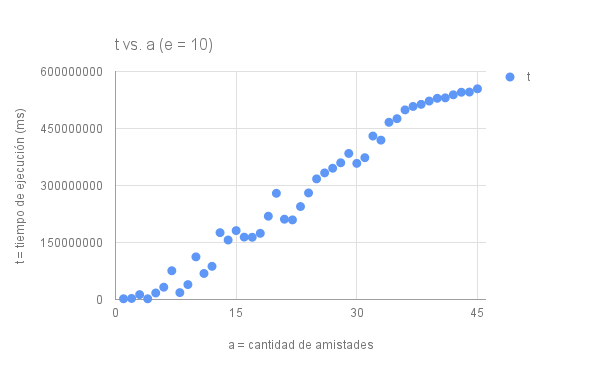 t vs. a (e = 10)
t
600000000
450000000
300000000
150000000
0
t = tiempo de ejecución (ms)
0 15 30 45
a = cantidad de amistades